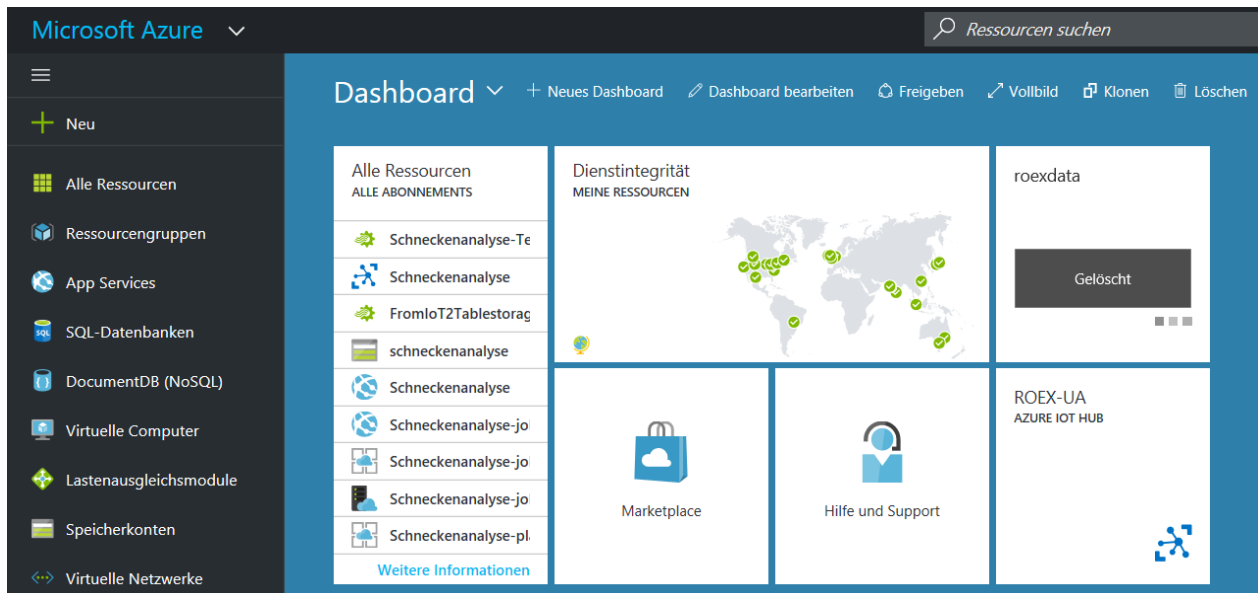 Microsoft Azure
Ressourcen suchen
Neu
Alle Ressourcen
Ressourcengruppen
App Services
SQL-Datenbanken
DocumentDB (NoSQL)
Virtuelle Computer
Lastenausgleichsmodule
Speicherkonten
Virtuelle Netzwerke
Dashboard
Neues Dashboard
Dashboard bearbeiten
Freigeben
Vollbild
Klonen
Löschen
Alle Ressourcen
ALLE ABONNEMENTS
Schneckenanalyse-Te
Schneckenanalyse
FromIoT2Tablestorag
schneckenanalyse
Schneckenanalyse
Schneckenanalyse-jo
Schneckenanalyse-jo
Schneckenanalyse-jo
Schneckenanalyse-pl
Weitere Informationen
Dienstintegrität
MEINE RESSOURCEN
roexdata
Gelöscht
Marketplace
Hilfe und Support
ROEX-UA
AZURE IOT HUB